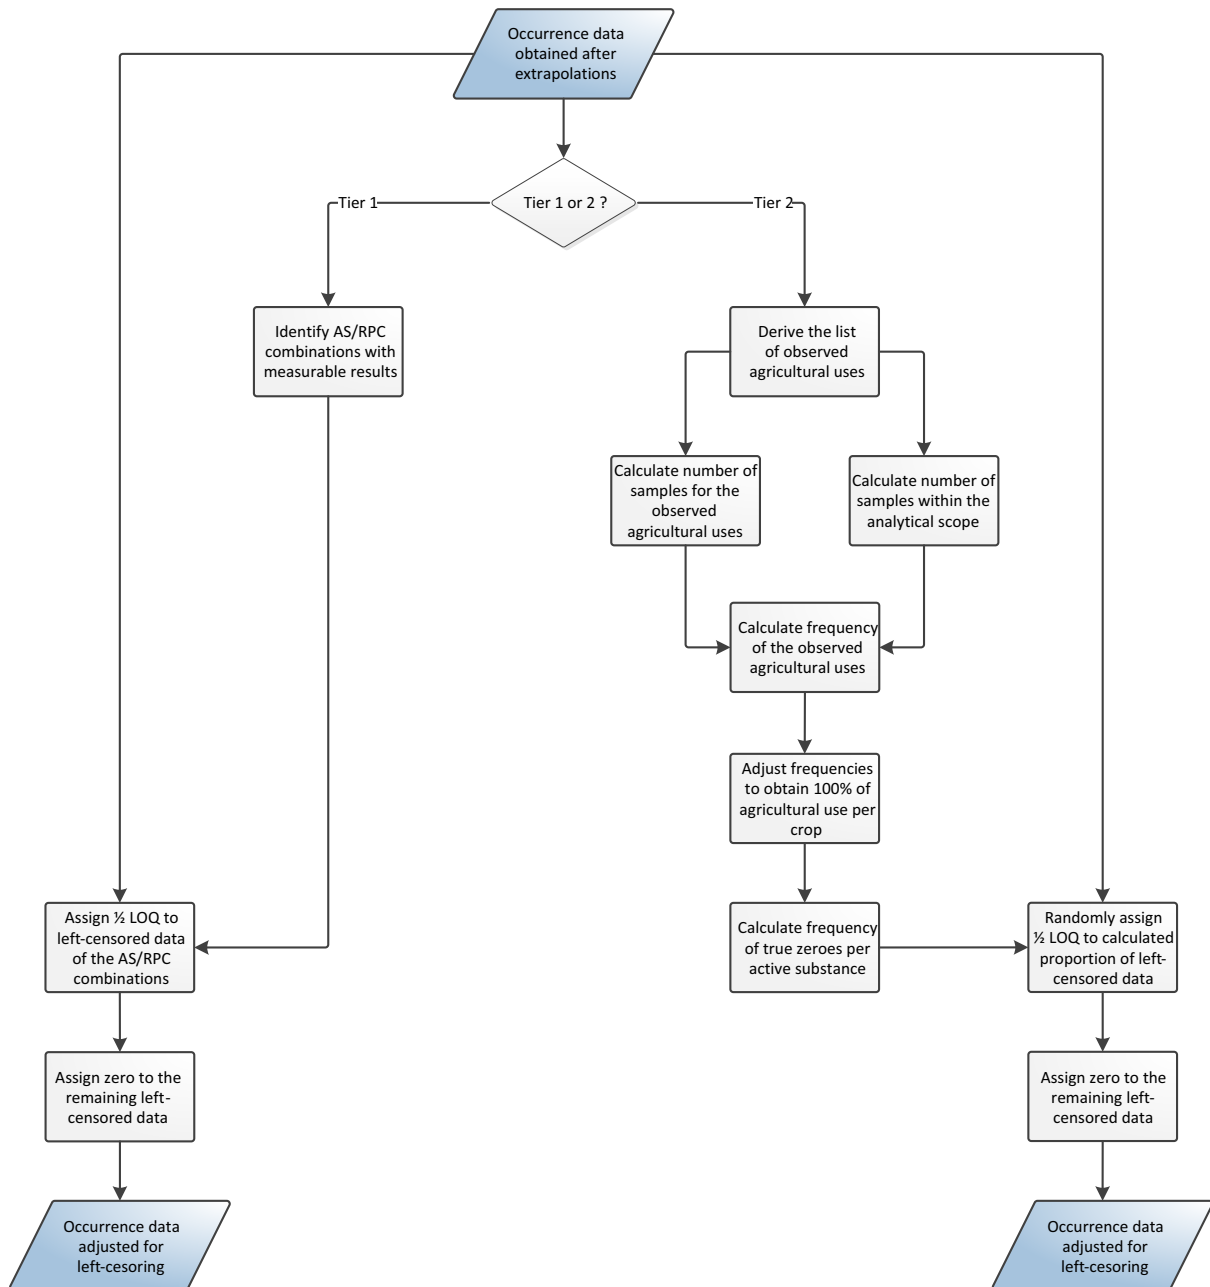 Occurrence data
obtained after
extrapolations
Tier 1 or 2 ?
Tier 1
Tier 2
Identify AS/RPC
combinations with
measurable results
Derive the list
of observed
agricultural uses
Calculate number of
samples for the
observed
agricultural uses
Calculate number of
samples within the
analytical scope
Calculate frequency
of the observed
agricultural uses
Adjust frequencies
to obtain 100% of
agricultural use per
crop
Assign ½ LOQ to
left-censored data
of the AS/RPC
combinations
Calculate frequency
of true zeroes per
active substance
Randomly assign
½ LOQ to calculated
proportion of left-
censored data
Assign zero to the
remaining left-
censored data
Assign zero to the
remaining left-
censored data
Occurrence data
adjusted for
left-cesoring
Occurrence data
adjusted for
left-cesoring